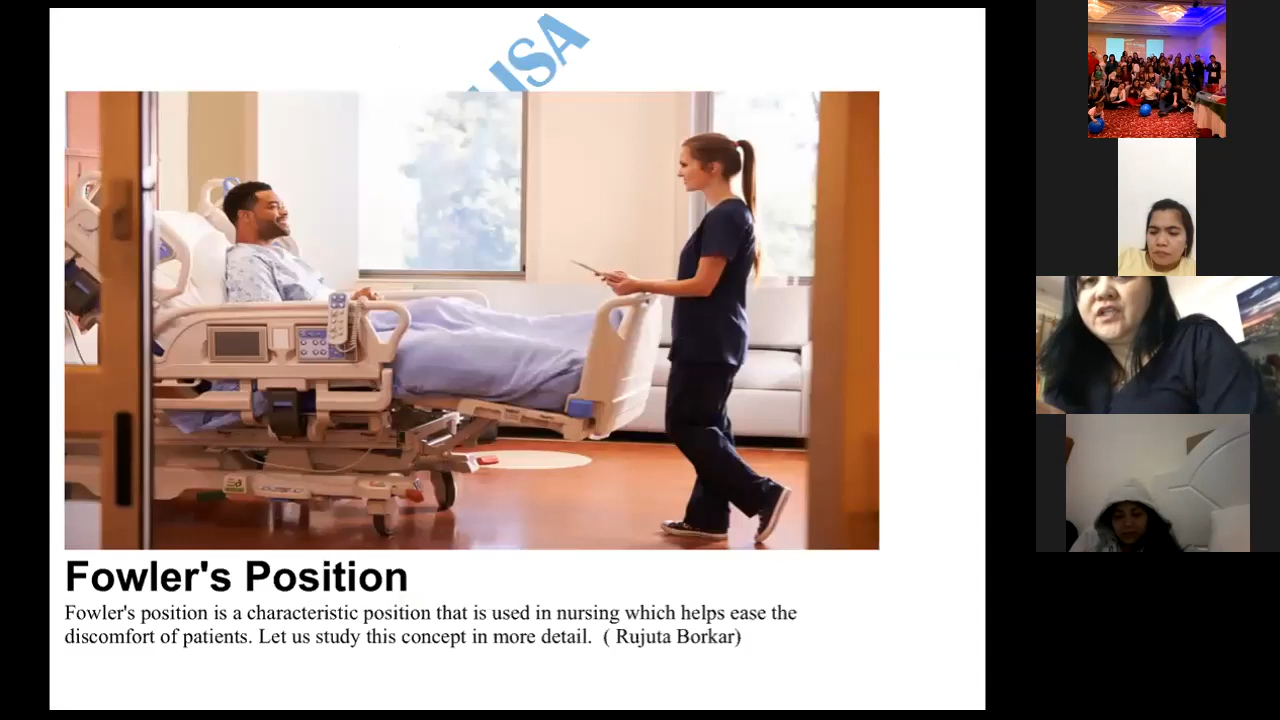 USA
Fowler's Position
Fowler's position is a characteristic position that is used in nursing which helps ease the
discomfort of patients. Let us study this concept in more detail.  ( Rujuta Borkar)